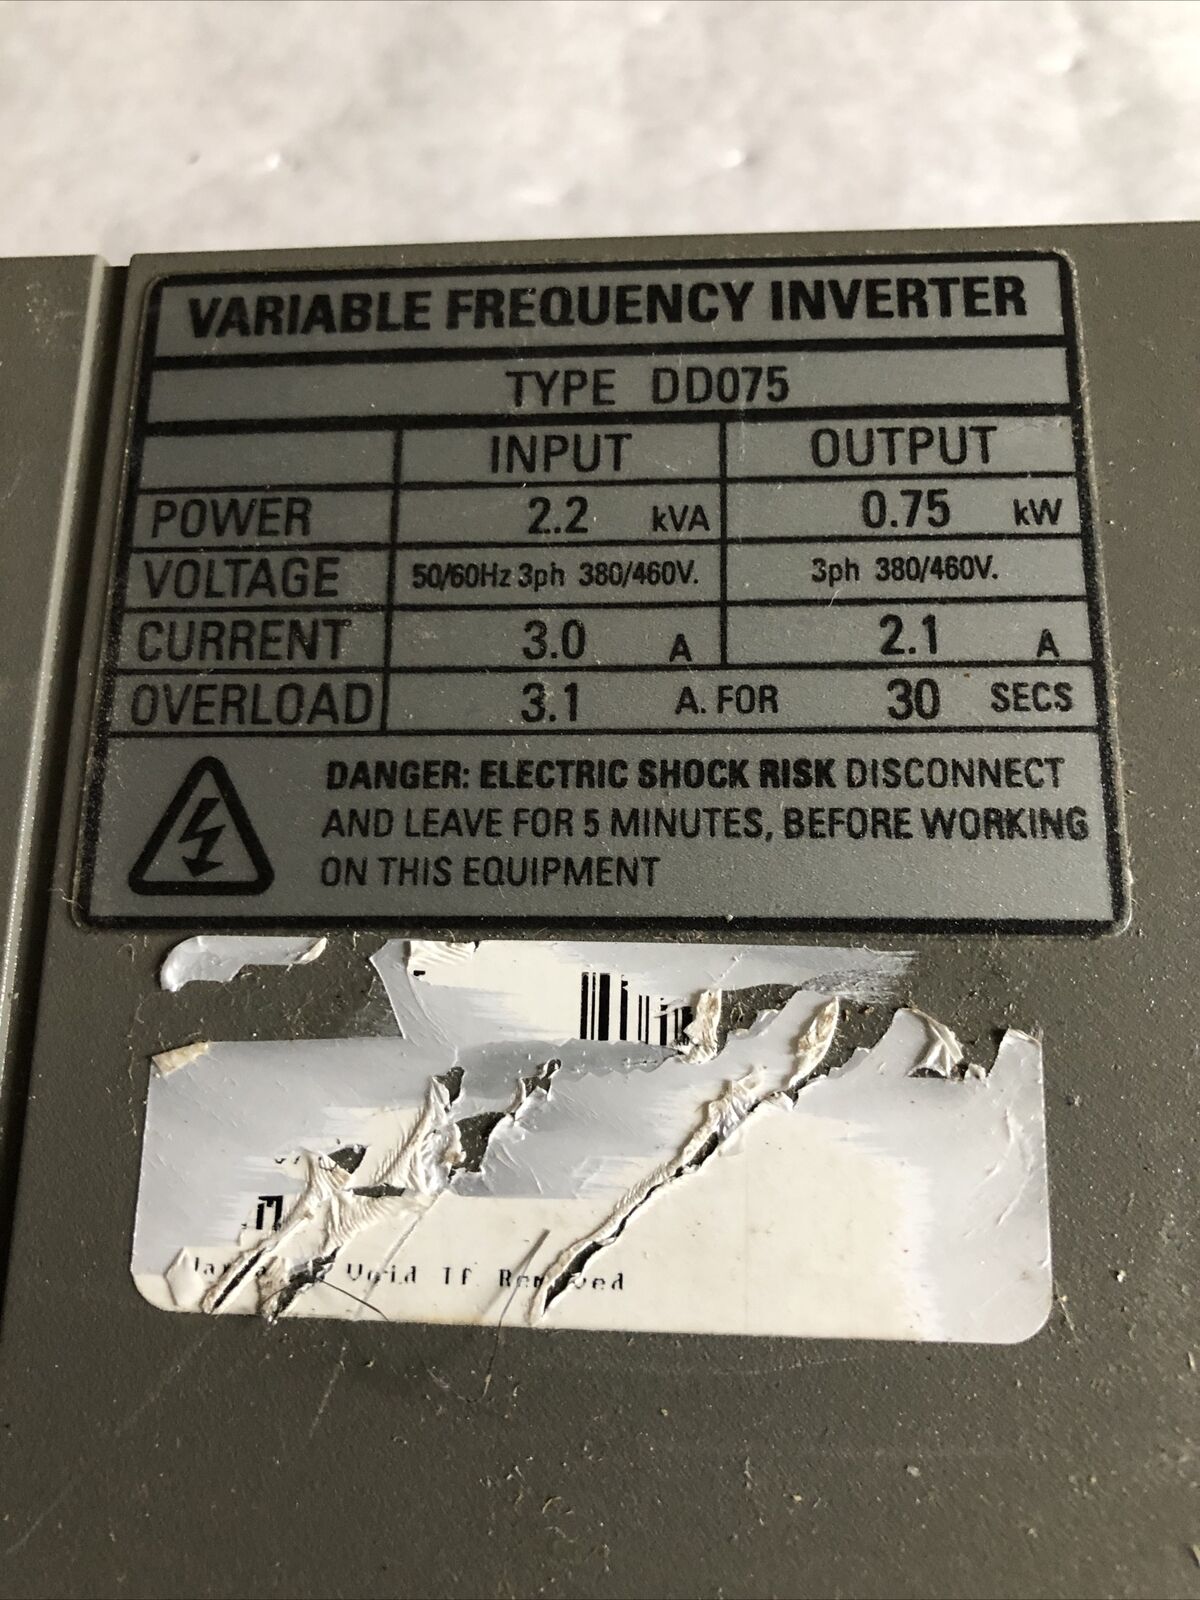 VARIABLE FREQUENCY INVERTER
TYPE DD075
INPUT OUTPUT
POWER 2.2 kVA 0.75 kW
VOLTAGE 50/60Hz 3ph 380/460V. 3ph 380/460V.
CURRENT 3.0 A 2.1 A
OVERLOAD 3.1 A. FOR 30 SECS
DANGER: ELECTRIC SHOCK RISK DISCONNECT
AND LEAVE FOR 5 MINUTES, BEFORE WORKING
ON THIS EQUIPMENT
Void If